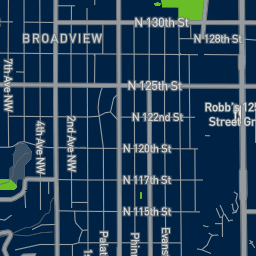 N 130th St
BROADVIEW
N 128th St
7th Ave NW
N 125th St
Robb's 125
Street Gr
4th Ave NW
2nd Ave NW
N 122nd St
N 120th St
N 117th St
N 115th St
Palat
Phin
Evans